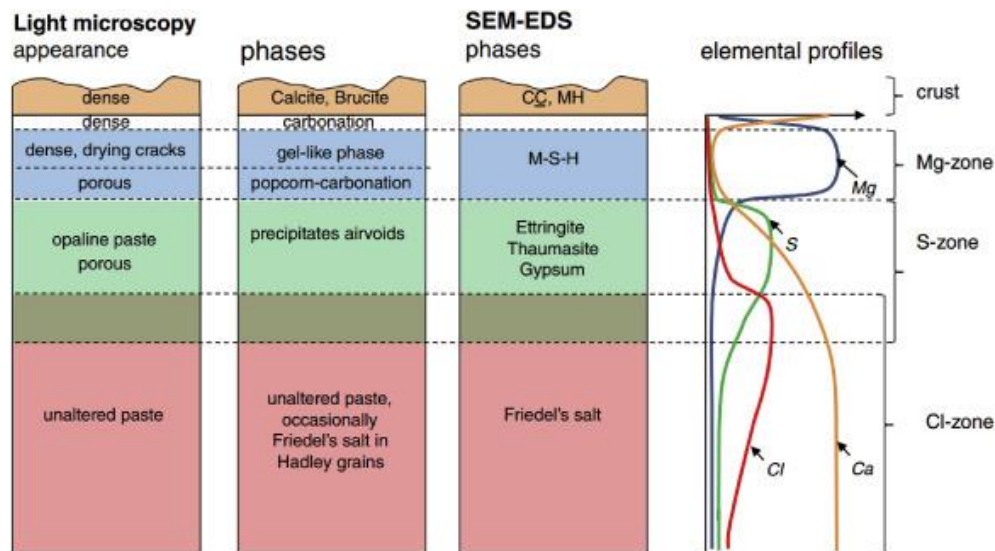 Light microscopy
appearance
dense
dense
dense, drying cracks
porous
opaline paste
porous
unaltered paste
phases
Calcite, Brucite
carbonation
gel-like phase
popcorn-carbonation
precipitates airvoids
unaltered paste,
occasionally
Friedel's salt in
Hadley grains
SEM-EDS
phases
CC, MH
M-S-H
Ettringite
Thaumasite
Gypsum
Friedel's salt
elemental profiles
Mg
S
Cl
Ca
crust
Mg-zone
S-zone
Cl-zone